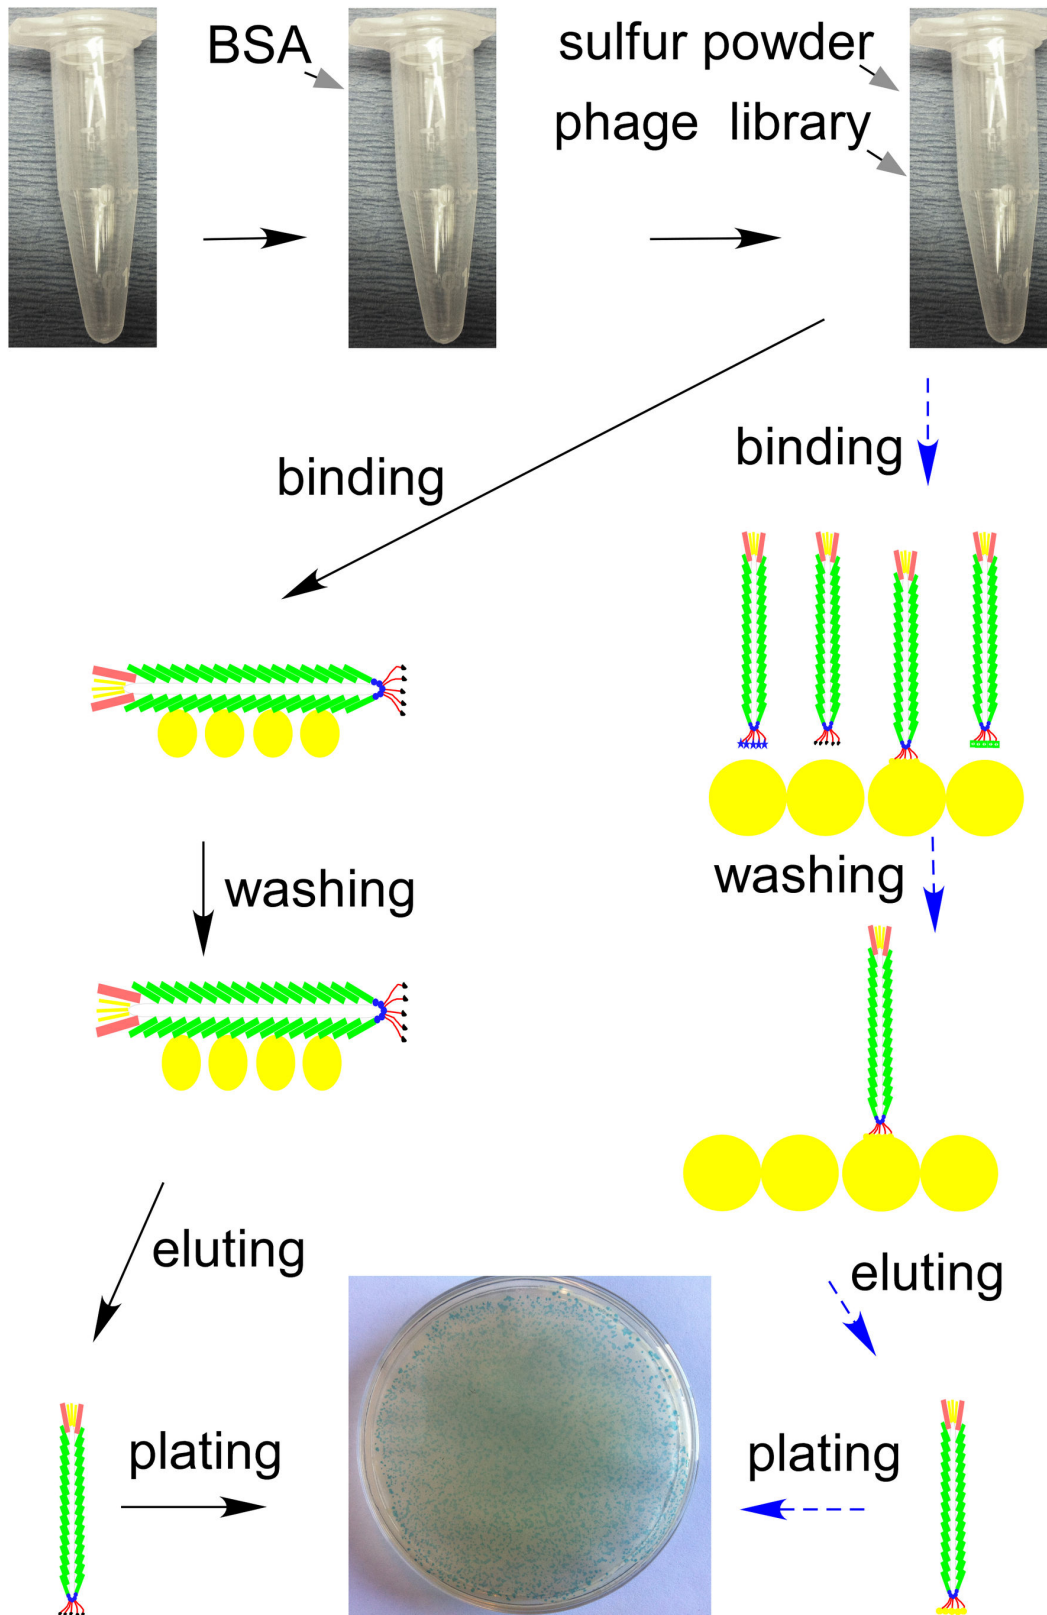 BSA
sulfur powder
phage library
binding
binding
washing
washing
eluting
eluting
plating
plating